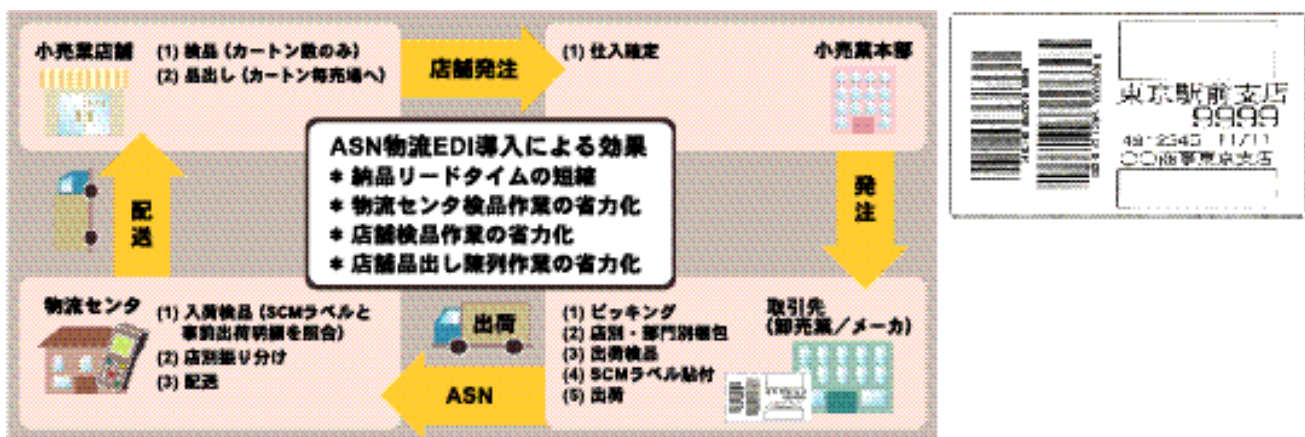 小売業店舗
(1) 検品 (カートン数のみ)
(2) 品出し (カートン毎売場へ)
店舗発注
(1) 仕入確定
小売業本部
発注
取引先
(卸売業/メーカ)
(1) ピッキング
(2) 店別・部門別梱包
(3) 出荷検品
(4) SCMラベル貼付
(5) 出荷
出荷
ASN
物流センタ
(1) 入荷検品 (SCMラベルと
事前出荷明細を照合)
(2) 店別振り分け
(3) 配送
配送
ASN物流EDI導入による効果
* 納品リードタイムの短縮
* 物流センタ検品作業の省力化
* 店舗検品作業の省力化
* 店舗品出し陳列作業の省力化
東京駅前支店
9999
4912345 11/11
〇〇商事東京支店